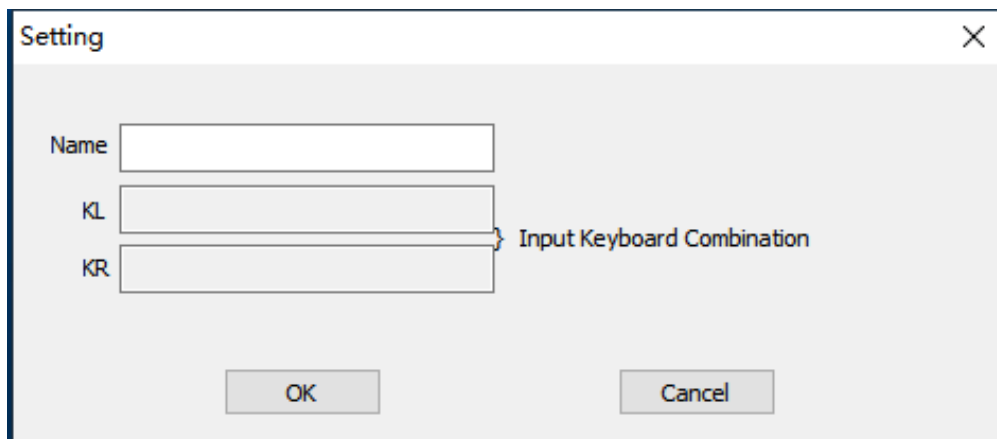 Setting
Name
KL
} Input Keyboard Combination
KR
OK Cancel